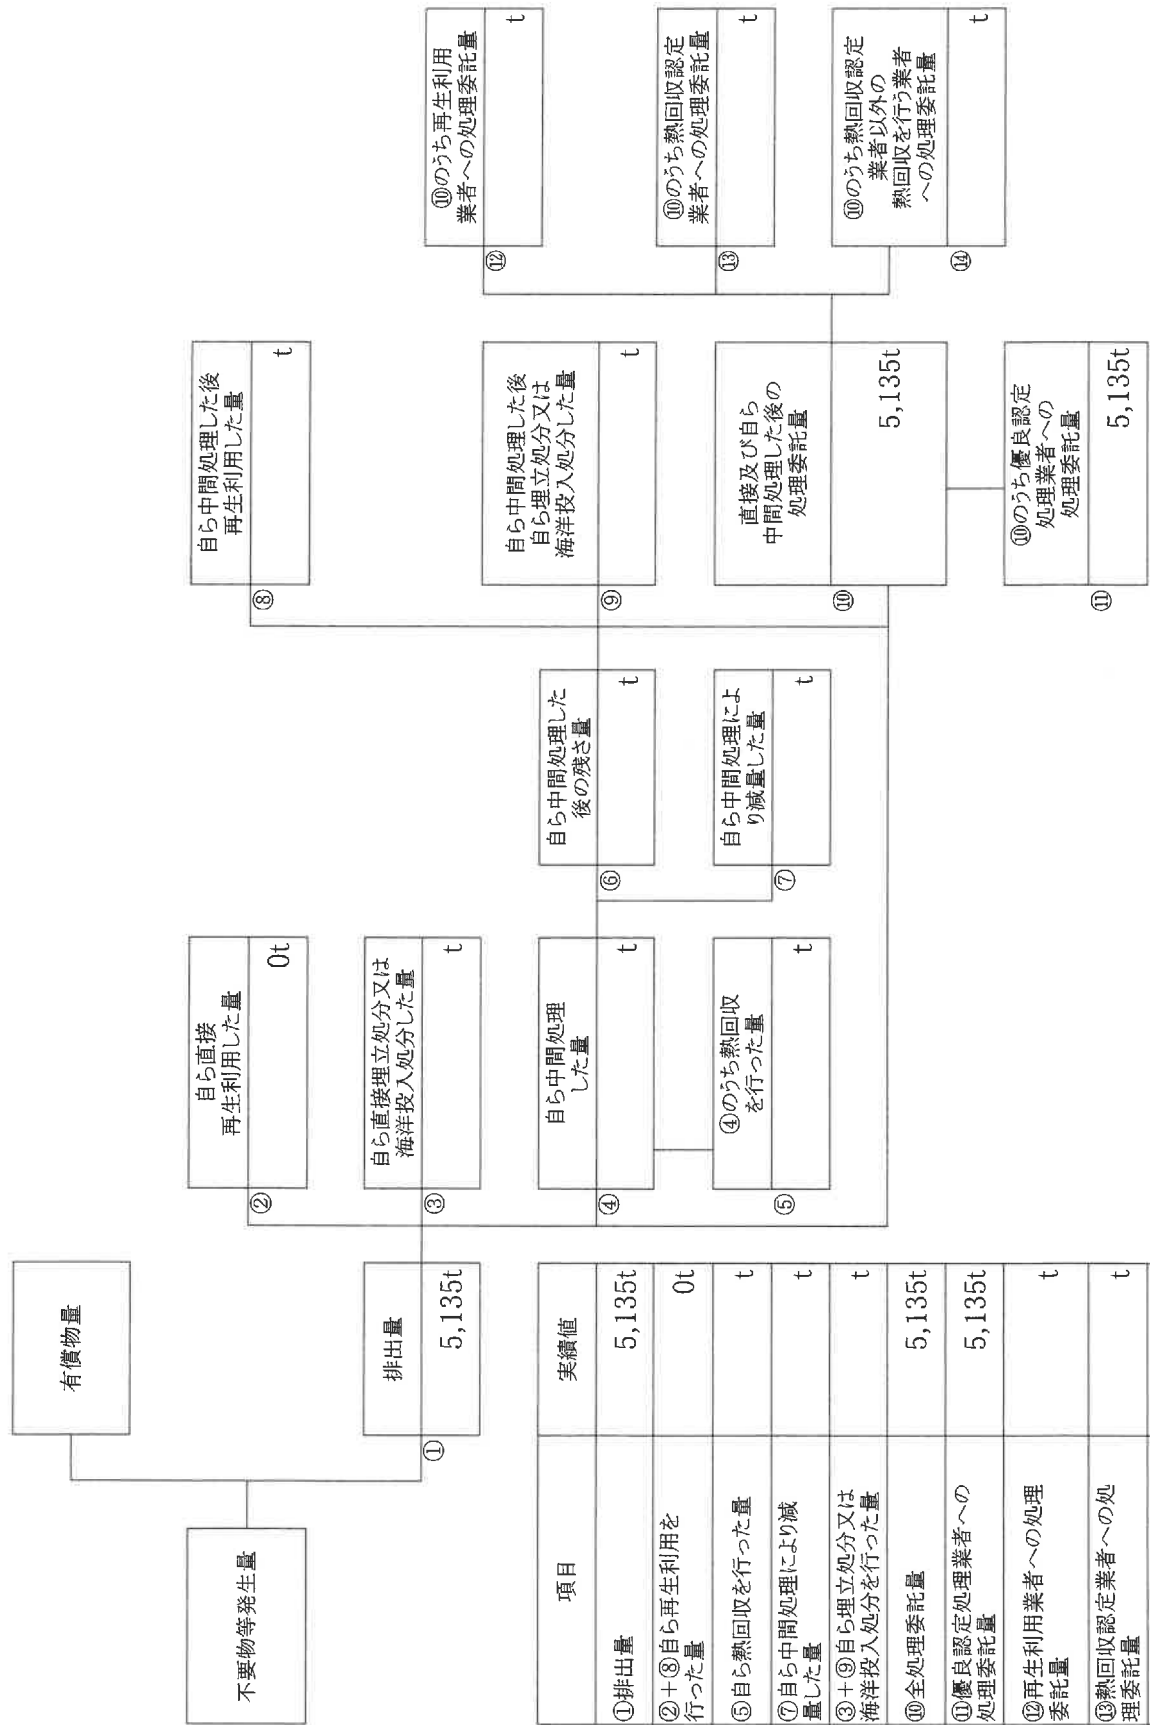 不要物等発生量
有償物量
排出量
①
5,135t
自ら直接
再生利用した量
②
0t
自ら直接埋立処分又は
海洋投入処分した量
③
t
自ら中間処理
した量
④
t
④のうち熱回収
を行った量
⑤
t
自ら中間処理した
後の残さ量
⑥
t
自ら中間処理によ
り減量した量
⑦
t
自ら中間処理した後
再生利用した量
⑧
t
自ら中間処理した後
自ら埋立処分又は
海洋投入処分した量
⑨
t
直接及び自ら
中間処理した後の
処理委託量
⑩
5,135t
⑩のうち優良認定
処理業者への
処理委託量
⑪
5,135t
⑩のうち再生利用
業者への処理委託量
⑫
t
⑩のうち熱回収認定
業者への処理委託量
⑬
t
⑩のうち熱回収認定
業者以外の
熱回収を行う業者
への処理委託量
⑭
t
項目 実績値
①排出量 5,135t
②＋⑧自ら再生利用を
行った量 0t
⑤自ら熱回収を行った量 t
⑦自ら中間処理により減
量した量 t
③＋⑨自ら埋立処分又は
海洋投入処分を行った量 t
⑩全処理委託量 5,135t
⑪優良認定処理業者への
処理委託量 5,135t
⑫再生利用業者への処理
委託量 t
⑬熱回収認定業者への処
理委託量 t